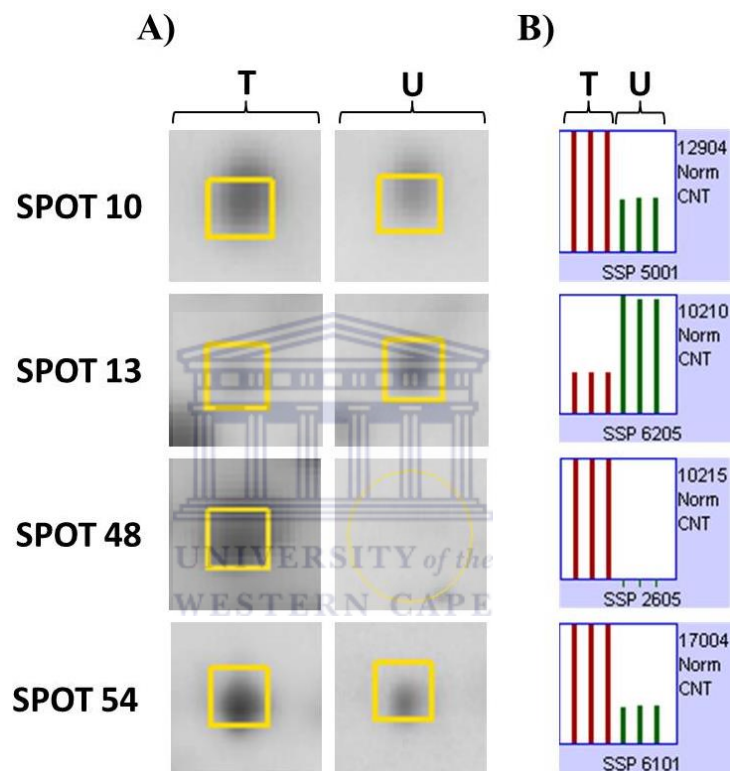 A) B)
T U T U
SPOT 10
12904
Norm
CNT
SSP 5001
SPOT 13
10210
Norm
CNT
SSP 6205
SPOT 48
10215
Norm
CNT
SSP 2605
UNIVERSITY of the
WESTERN CAPE
SPOT 54
17004
Norm
CNT
SSP 6101